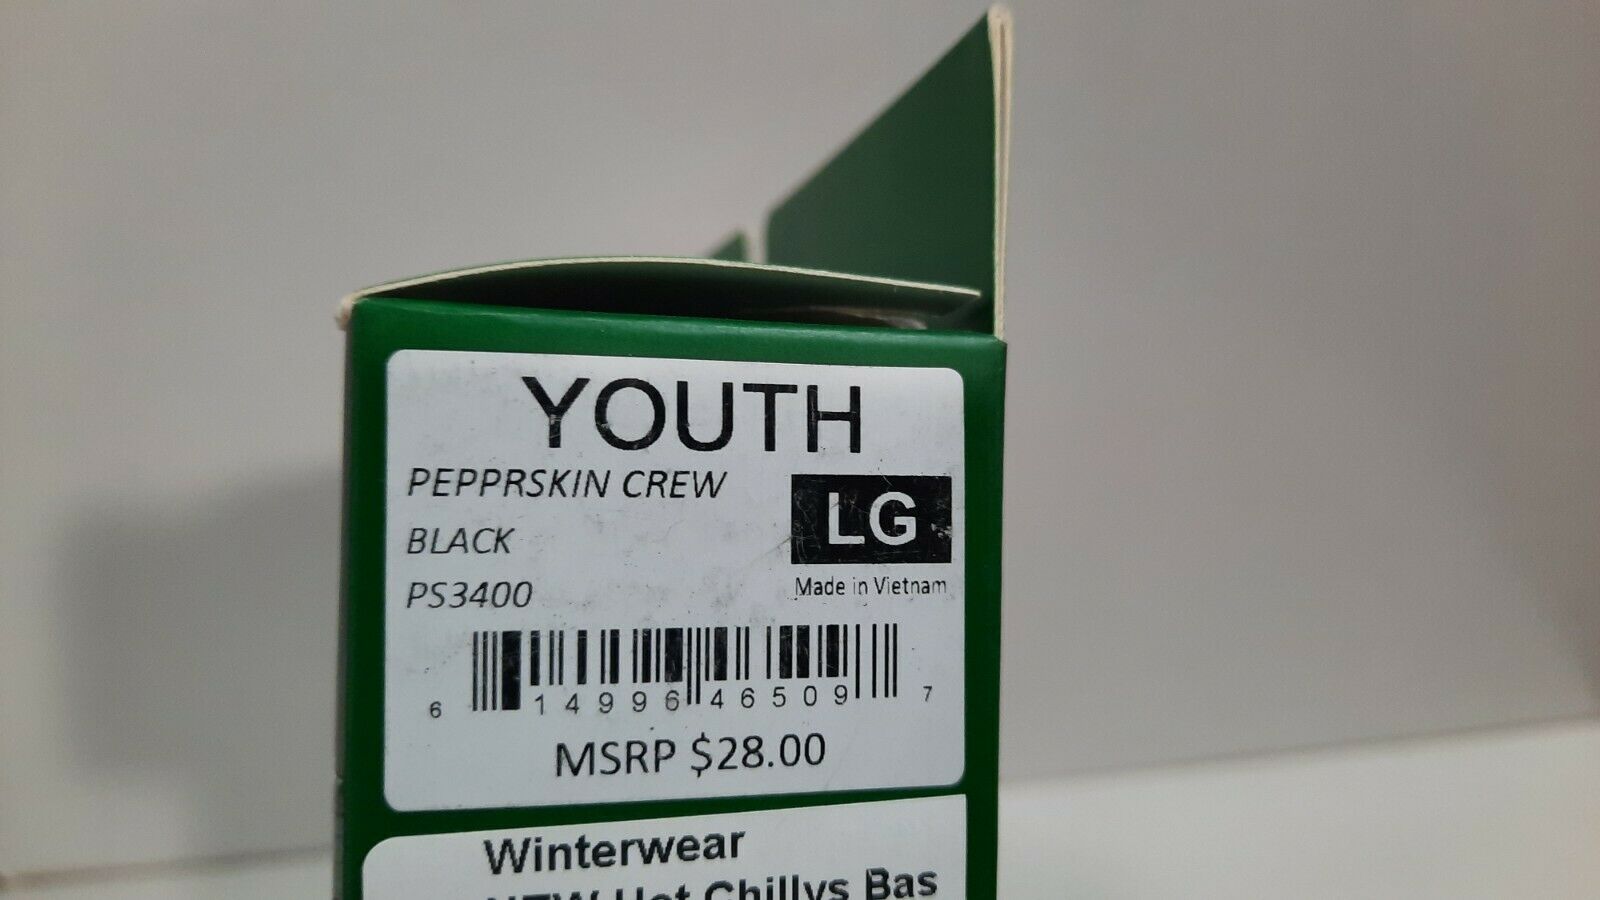 YOUTH
PEPPRSKIN CREW
BLACK
PS3400
LG
Made in Vietnam
6 14996 46509 7
MSRP $28.00
Winterwear
NEW Hot Chillys Bas